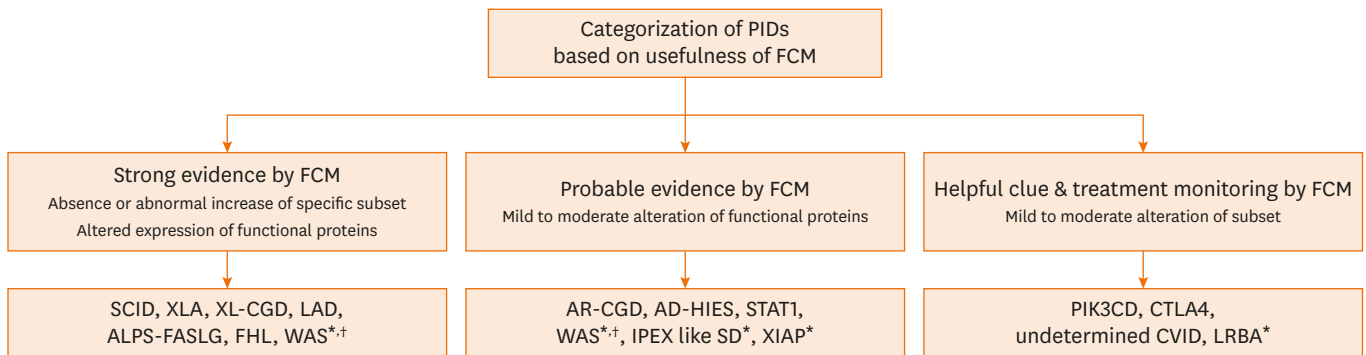 Categorization of PIDs
based on usefulness of FCM
Strong evidence by FCM
Absence or abnormal increase of specific subset
Altered expression of functional proteins
Probable evidence by FCM
Mild to moderate alteration of functional proteins
Helpful clue & treatment monitoring by FCM
Mild to moderate alteration of subset
SCID, XLA, XL-CGD, LAD,
ALPS-FASLG, FHL, WAS*,†
AR-CGD, AD-HIES, STAT1,
WAS*,†, IPEX like SD*, XIAP*
PIK3CD, CTLA4,
undetermined CVID, LRBA*